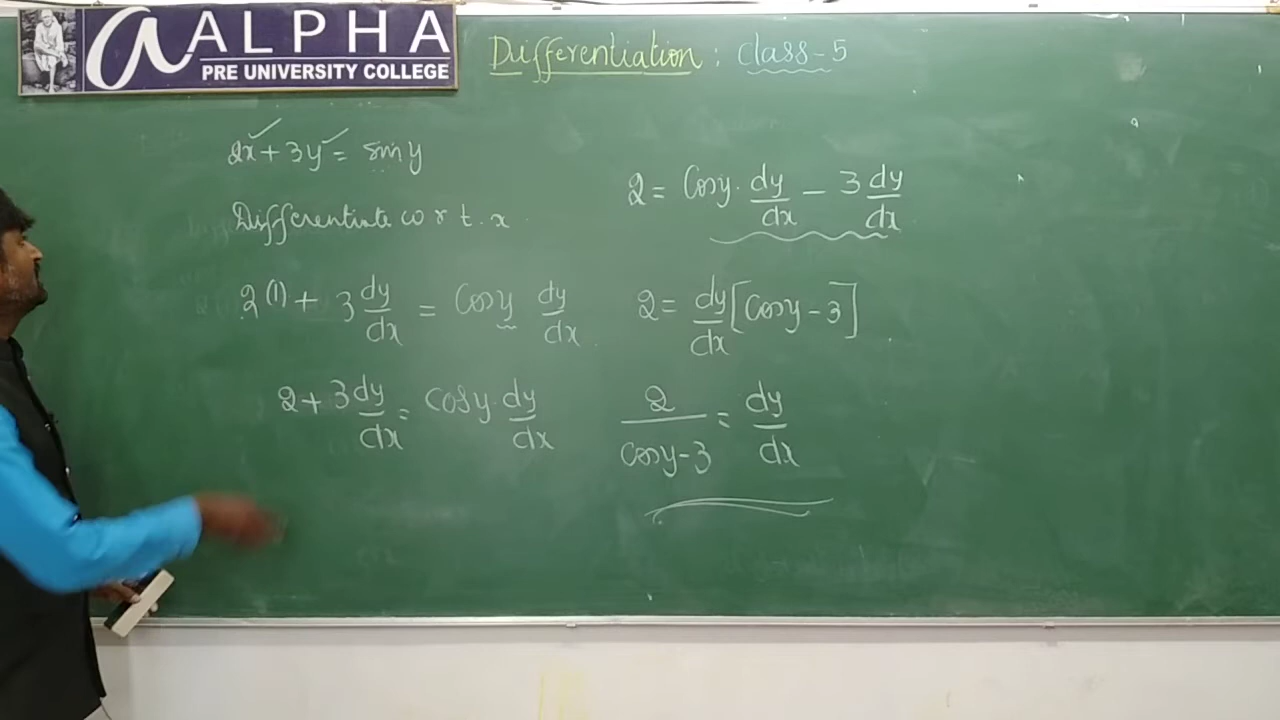 ALPHA
PRE UNIVERSITY COLLEGE
Differentiation : Class-5
2x + 3y = sin y
Differentiate w r t. x
2(1) + 3 dy/dx = Cos y dy/dx
2 + 3 dy/dx = cos y. dy/dx
2 = Cos y. dy/dx - 3 dy/dx
2 = dy/dx [Cos y - 3]
2/(cos y - 3) = dy/dx